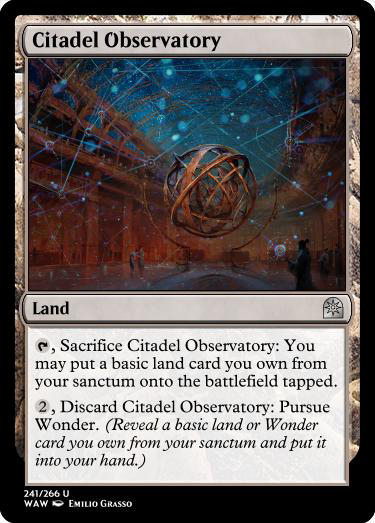 Citadel Observatory
Land
, Sacrifice Citadel Observatory: You
may put a basic land card you own from
your sanctum onto the battlefield tapped.
2, Discard Citadel Observatory: Pursue
Wonder. (Reveal a basic land or Wonder
card you own from your sanctum and put it
into your hand.)
241/266 U
WAW EMILIO GRASSO